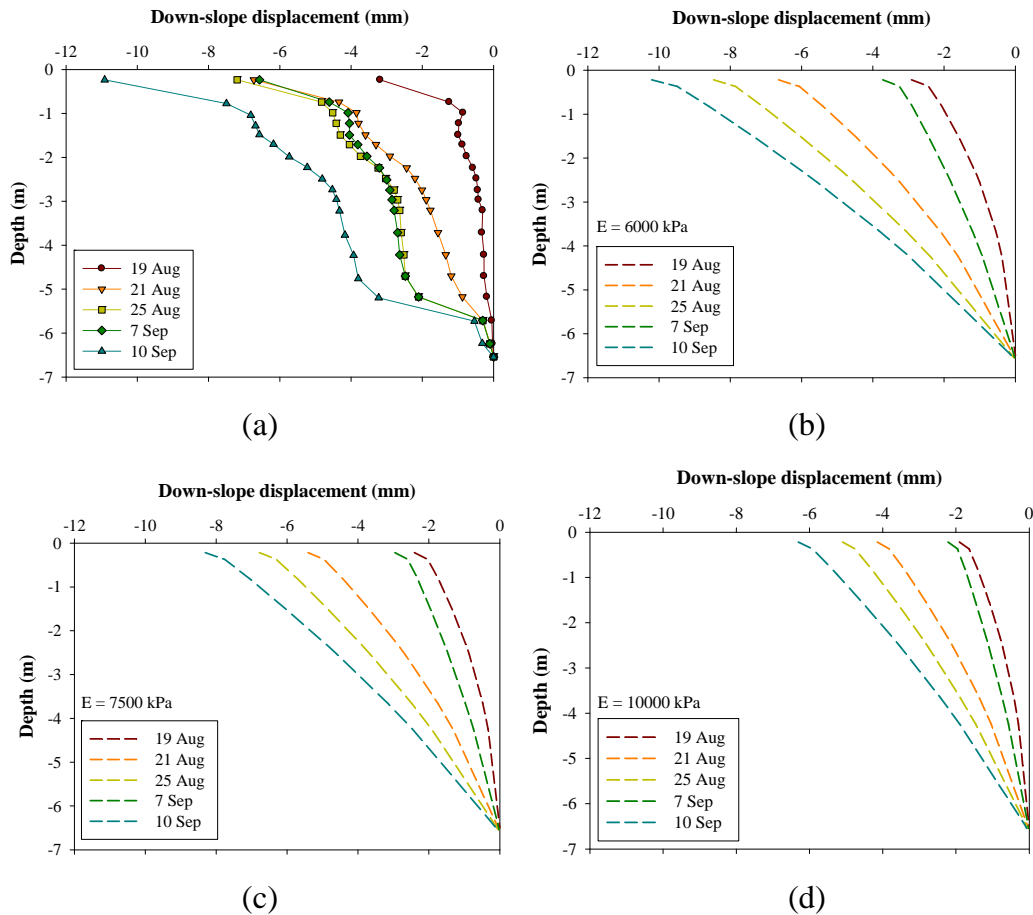 Down-slope displacement (mm)
-12 -10 -8 -6 -4 -2 0
Depth (m)
0
-1
-2
-3
-4
-5
-6
-7
19 Aug
21 Aug
25 Aug
7 Sep
10 Sep
(a)
Down-slope displacement (mm)
-12 -10 -8 -6 -4 -2 0
Depth (m)
0
-1
-2
-3
-4
-5
-6
-7
E = 6000 kPa
19 Aug
21 Aug
25 Aug
7 Sep
10 Sep
(b)
Down-slope displacement (mm)
-12 -10 -8 -6 -4 -2 0
Depth (m)
0
-1
-2
-3
-4
-5
-6
-7
E = 7500 kPa
19 Aug
21 Aug
25 Aug
7 Sep
10 Sep
(c)
Down-slope displacement (mm)
-12 -10 -8 -6 -4 -2 0
Depth (m)
0
-1
-2
-3
-4
-5
-6
-7
E = 10000 kPa
19 Aug
21 Aug
25 Aug
7 Sep
10 Sep
(d)